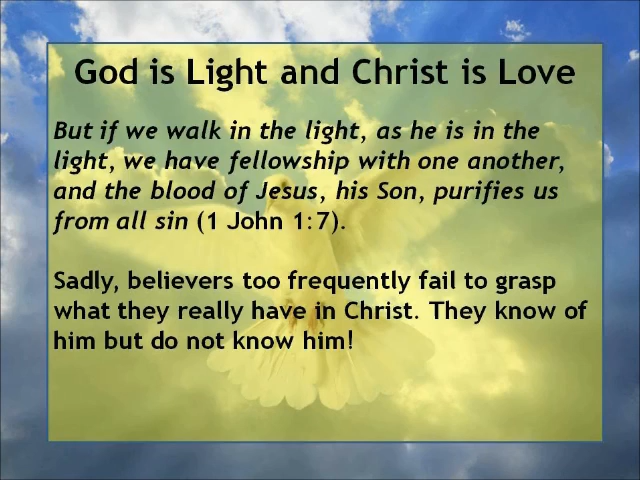 God is Light and Christ is Love
But if we walk in the light, as he is in the
light, we have fellowship with one another,
and the blood of Jesus, his Son, purifies us
from all sin (1 John 1:7).
Sadly, believers too frequently fail to grasp
what they really have in Christ. They know of
him but do not know him!